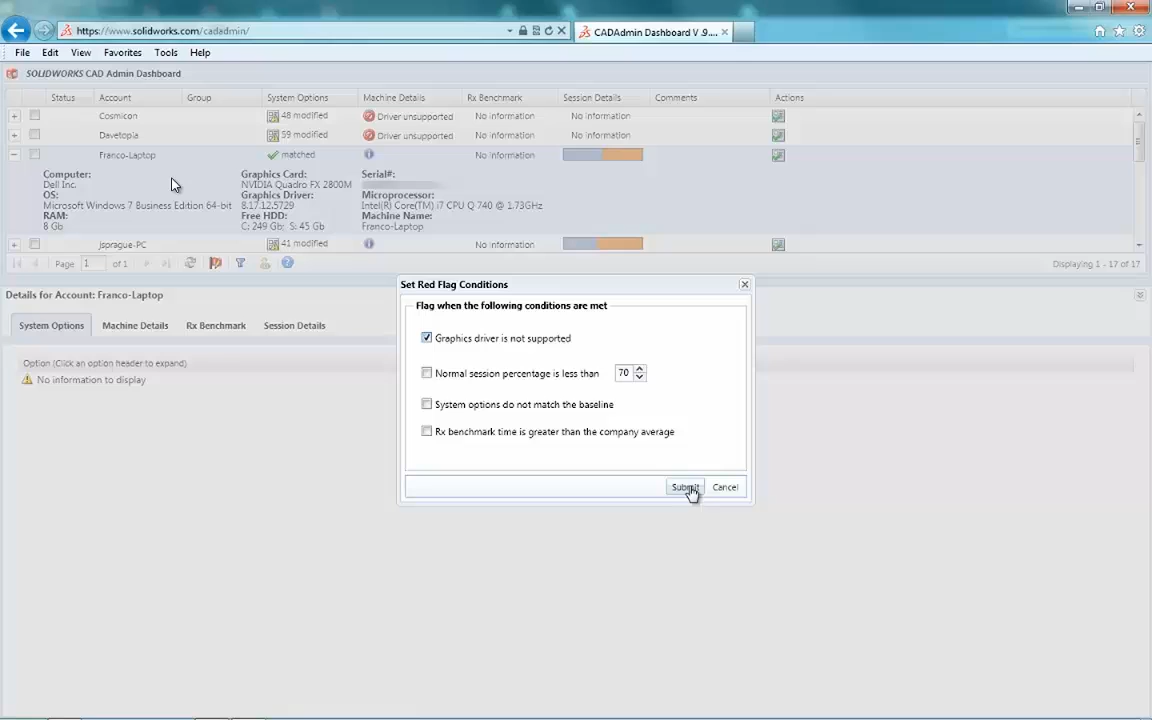 https://www.solidworks.com/cadadmin/
CADAdmin Dashboard V .9....
File Edit View Favorites Tools Help
SOLIDWORKS CAD Admin Dashboard
Status Account Group System Options Machine Details Rx Benchmark Session Details Comments Actions
Cosmicon 48 modified Driver unsupported No Information No Information
Davetopia 59 modified Driver unsupported No Information No Information
Franco-Laptop matched No Information
Computer: Graphics Card: Serial#:
Dell Inc. NVIDIA Quadro FX 2800M
OS: Graphics Driver: Microprocessor:
Microsoft Windows 7 Business Edition 64-bit 8.17.12.5729 Intel(R) Core(TM) i7 CPU Q 740 @ 1.73GHz
RAM: Free HDD: Machine Name:
8 Gb C: 249 Gb; S: 45 Gb Franco-Laptop
jsprague-PC 41 modified No Information
Page 1 of 1 Displaying 1 - 17 of 17
Set Red Flag Conditions
Details for Account: Franco-Laptop
Flag when the following conditions are met
System Options Machine Details Rx Benchmark Session Details
Graphics driver is not supported
Option (Click an option header to expand)
No information to display
Normal session percentage is less than 70
System options do not match the baseline
Rx benchmark time is greater than the company average
Submit Cancel